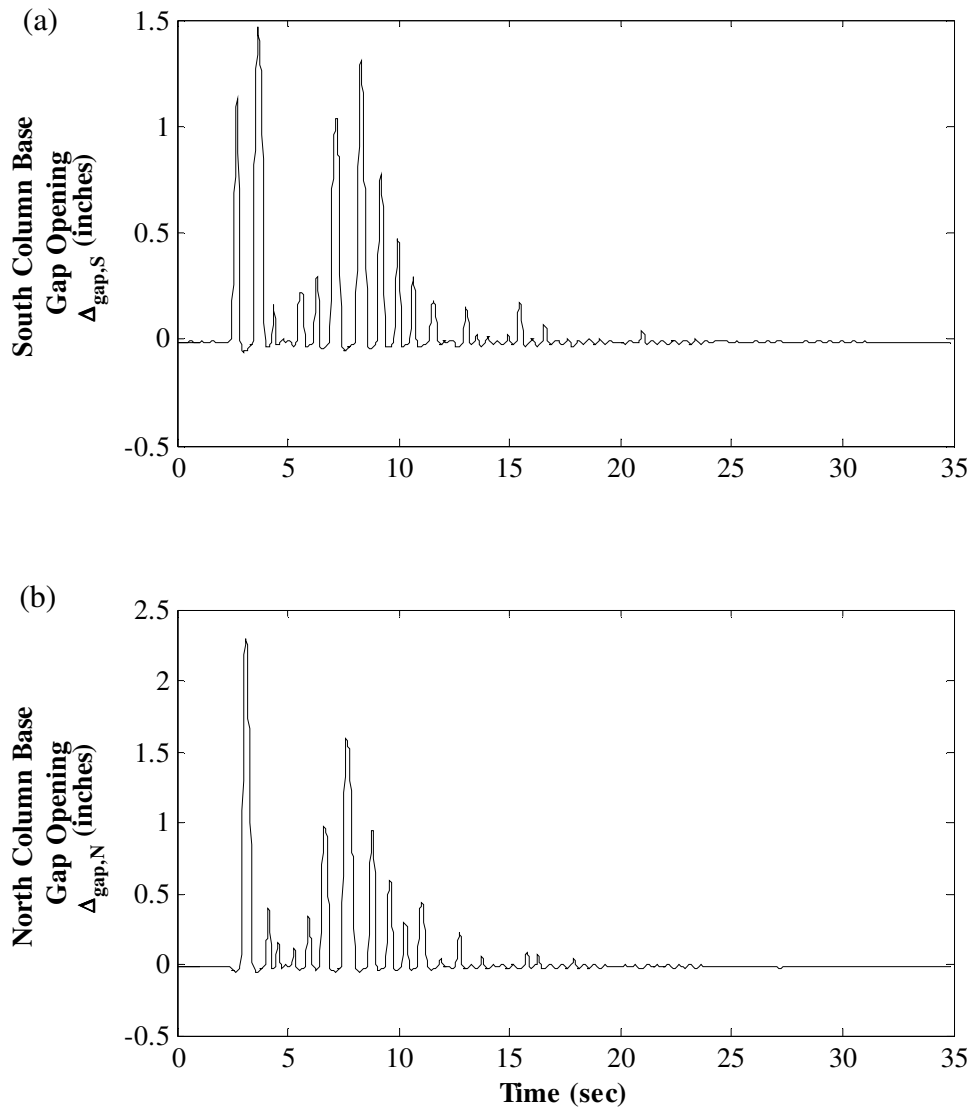 (a)
South Column Base
Gap Opening
Δgap,S (inches)
1.5
1
0.5
0
-0.5
0 5 10 15 20 25 30 35
(b)
North Column Base
Gap Opening
Δgap,N (inches)
2.5
2
1.5
1
0.5
0
-0.5
0 5 10 15 20 25 30 35
Time (sec)